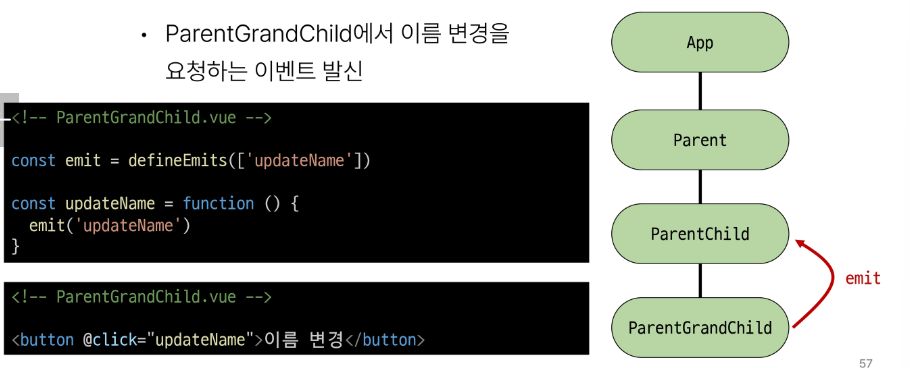 • ParentGrandChild에서 이름 변경을
요청하는 이벤트 발신
<!-- ParentGrandChild.vue -->
const emit = defineEmits(['updateName'])
const updateName = function () {
emit('updateName')
}
<!-- ParentGrandChild.vue -->
<button @click="updateName">이름 변경</button>
App
Parent
ParentChild
emit
ParentGrandChild
57